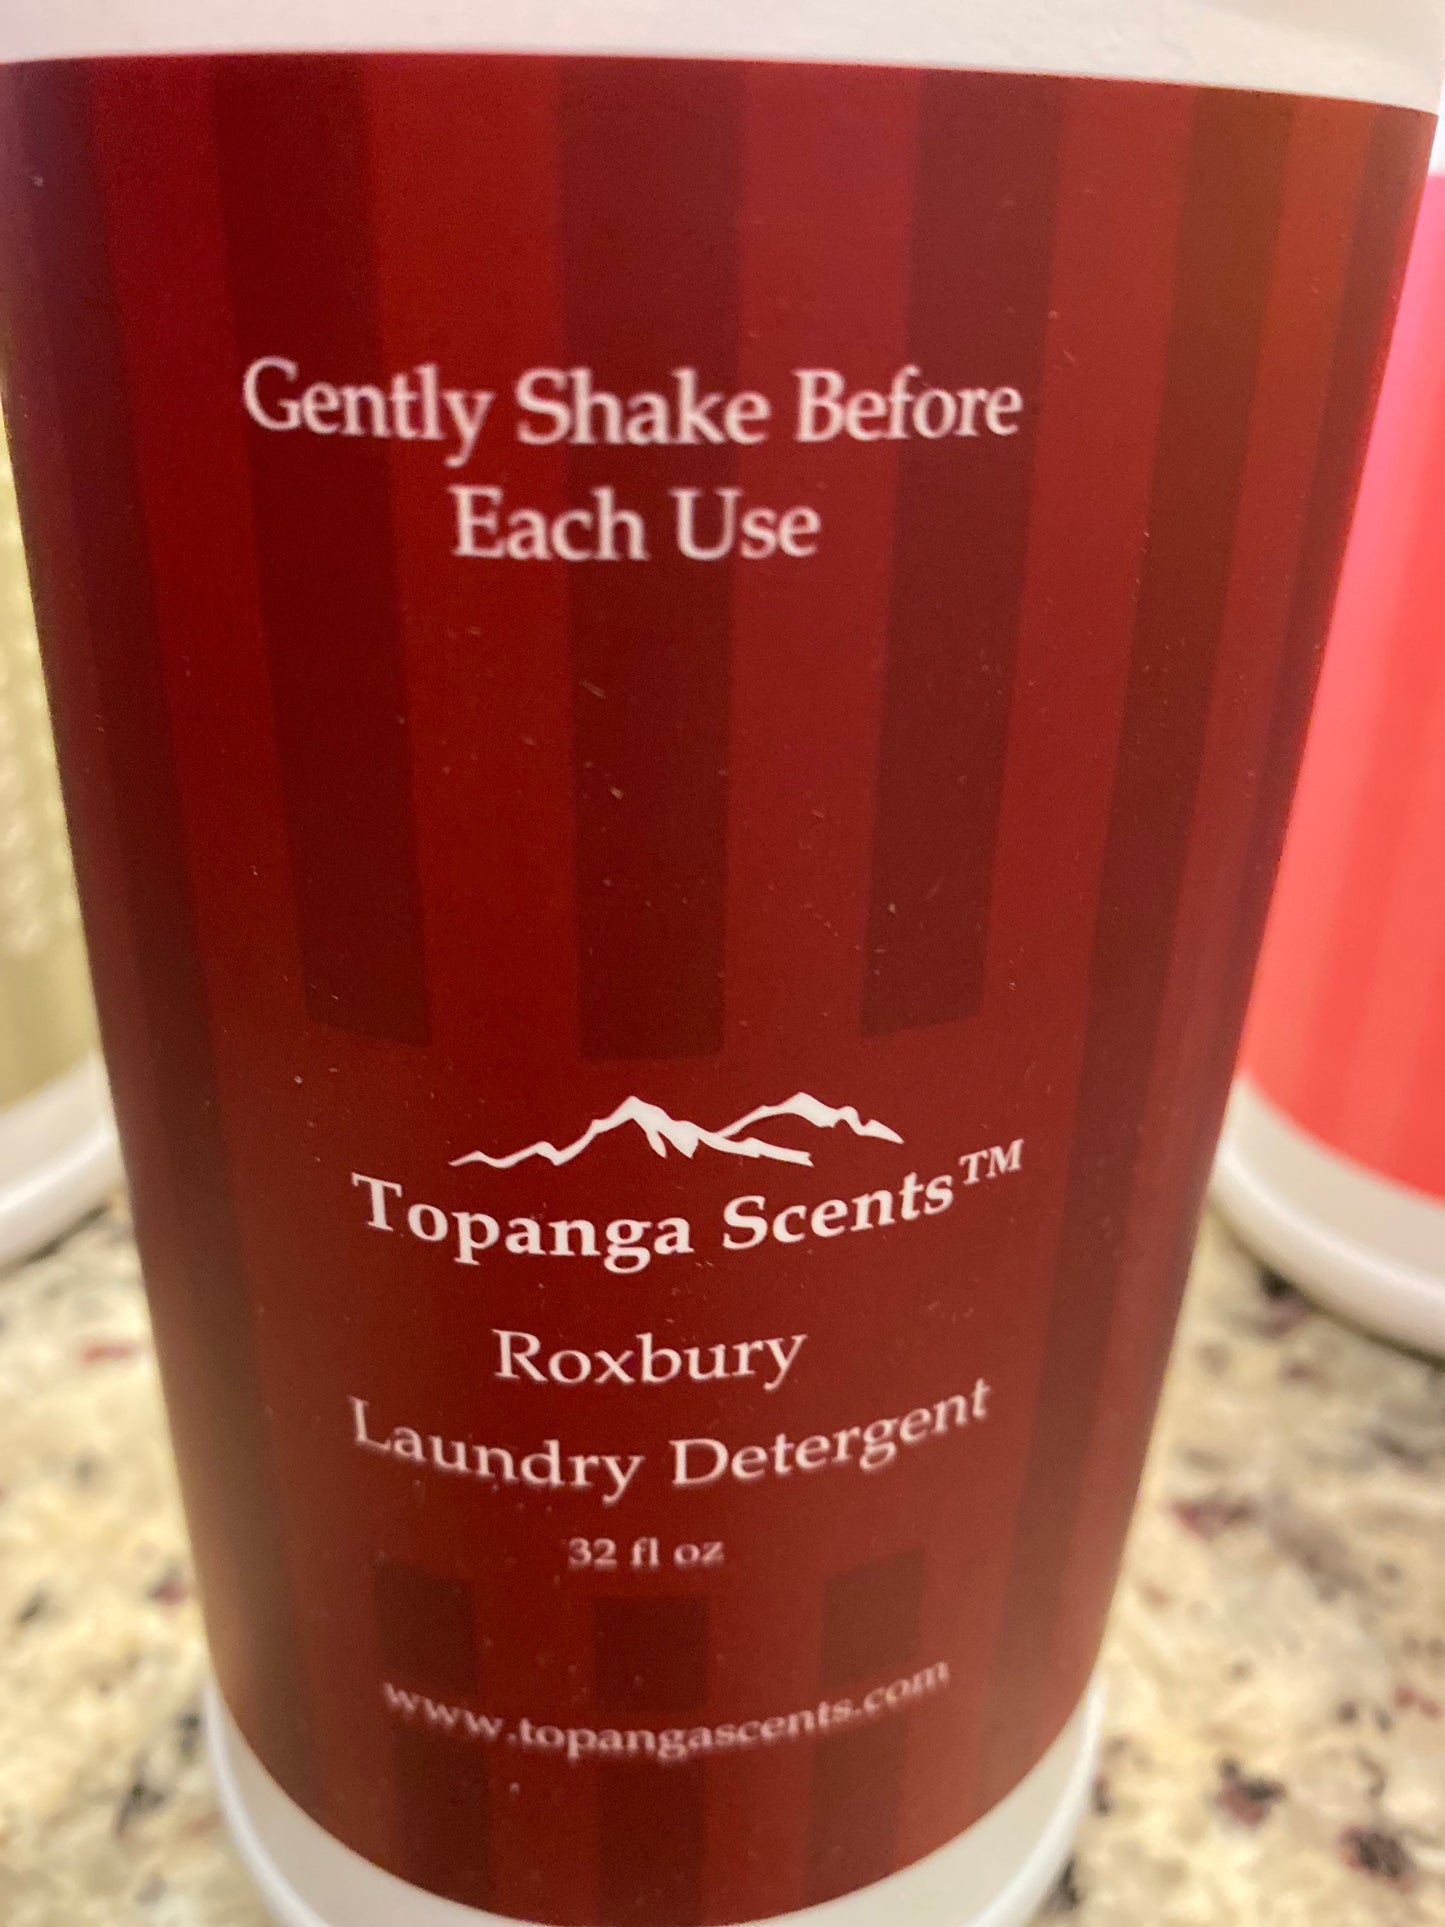 Gently Shake Before
Each Use
Topanga Scents™
Roxbury
Laundry Detergent
32 fl oz
www.topangascents.com